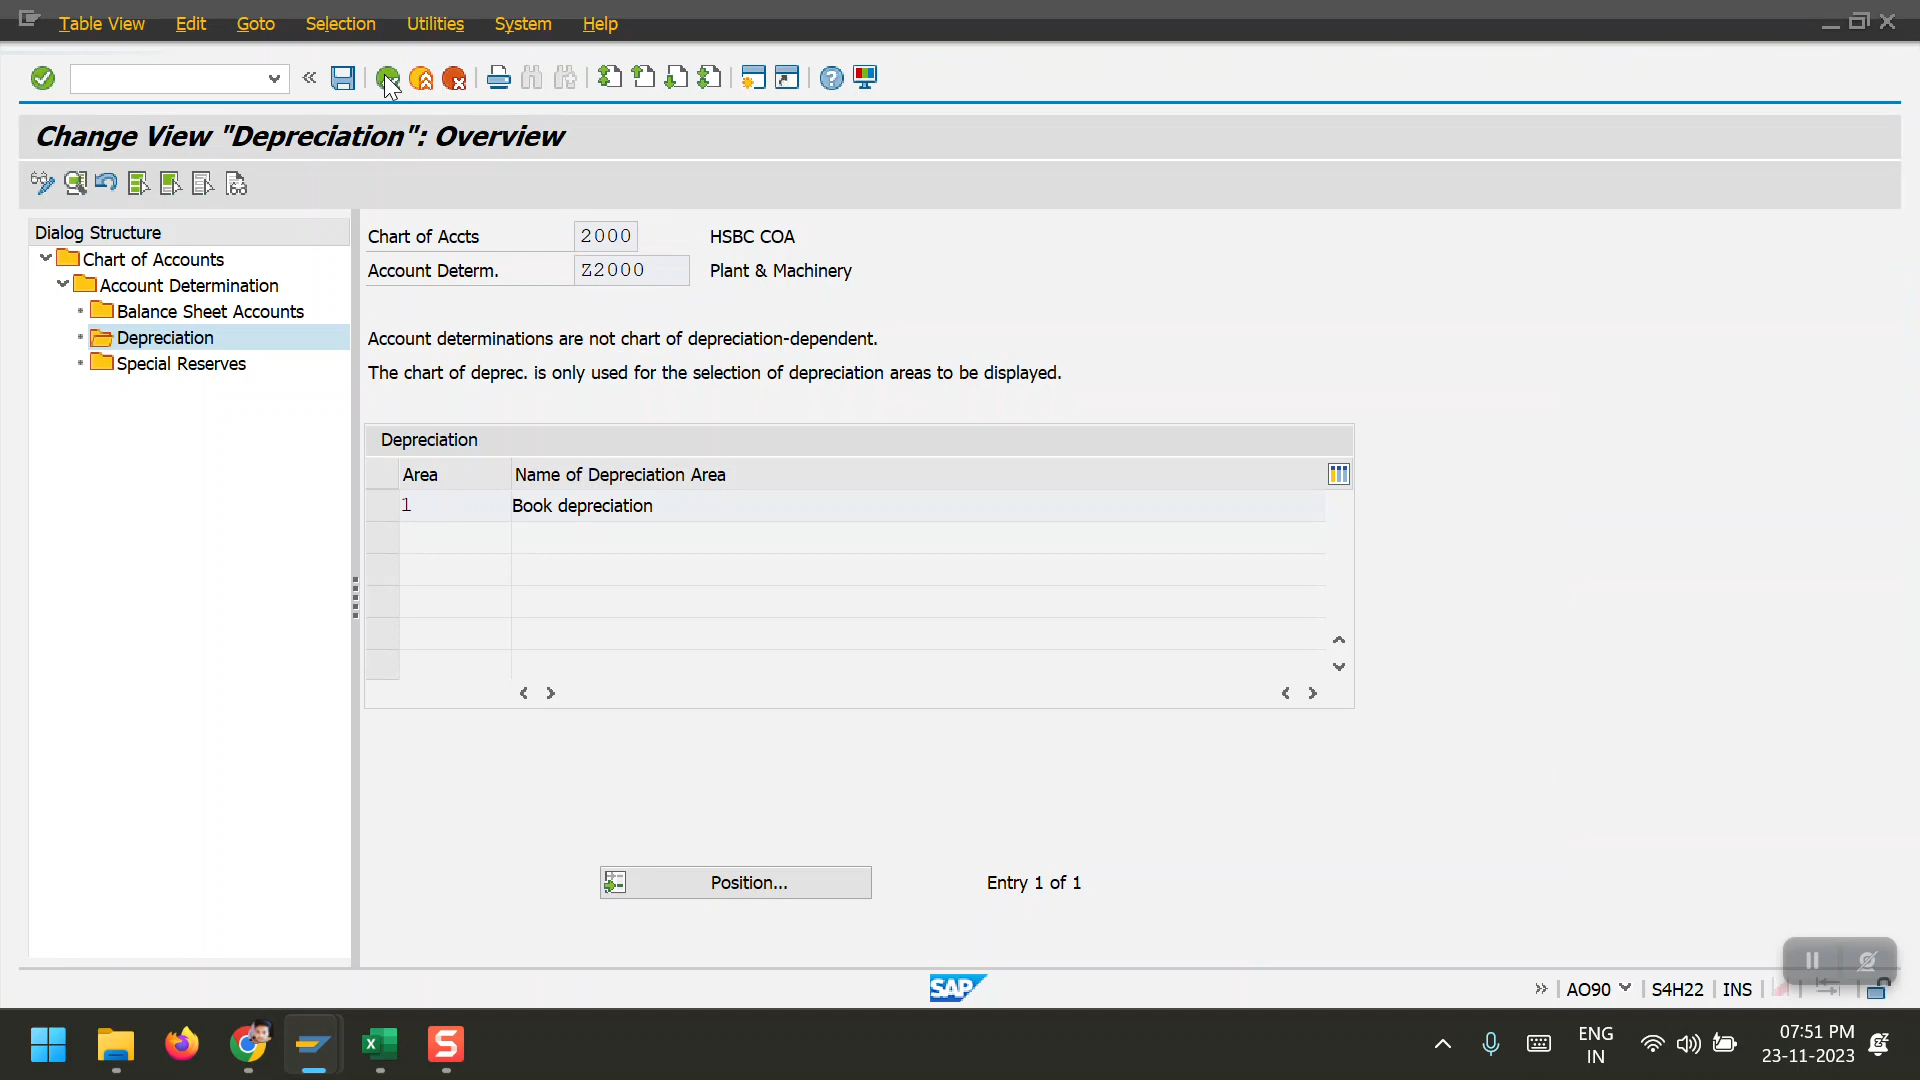 Table View Edit Goto Selection Utilities System Help
Change View "Depreciation": Overview
Dialog Structure
Chart of Accounts
Account Determination
Balance Sheet Accounts
Depreciation
Special Reserves
Chart of Accts 2000 HSBC COA
Account Determ. Z2000 Plant & Machinery
Account determinations are not chart of depreciation-dependent.
The chart of deprec. is only used for the selection of depreciation areas to be displayed.
Depreciation
Area Name of Depreciation Area
1 Book depreciation
Position... Entry 1 of 1
SAP AO90 S4H22 INS
ENG 07:51 PM
IN 23-11-2023